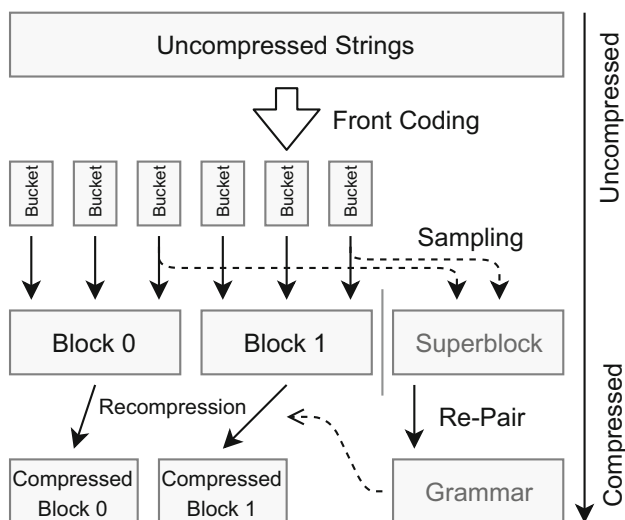 Uncompressed Strings
Uncompressed
Front Coding
Bucket
Bucket
Bucket
Bucket
Bucket
Bucket
Sampling
Block 0
Block 1
Superblock
Recompression
Re-Pair
Compressed
Compressed
Block 0
Compressed
Block 1
Grammar